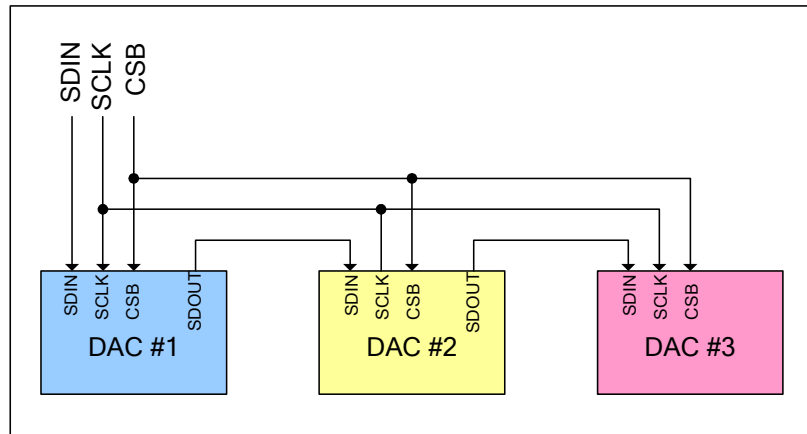 SDIN
SCLK
CSB
SDIN
SCLK
CSB
SDOUT
DAC #1
SDIN
SCLK
CSB
SDOUT
DAC #2
SDIN
SCLK
CSB
DAC #3